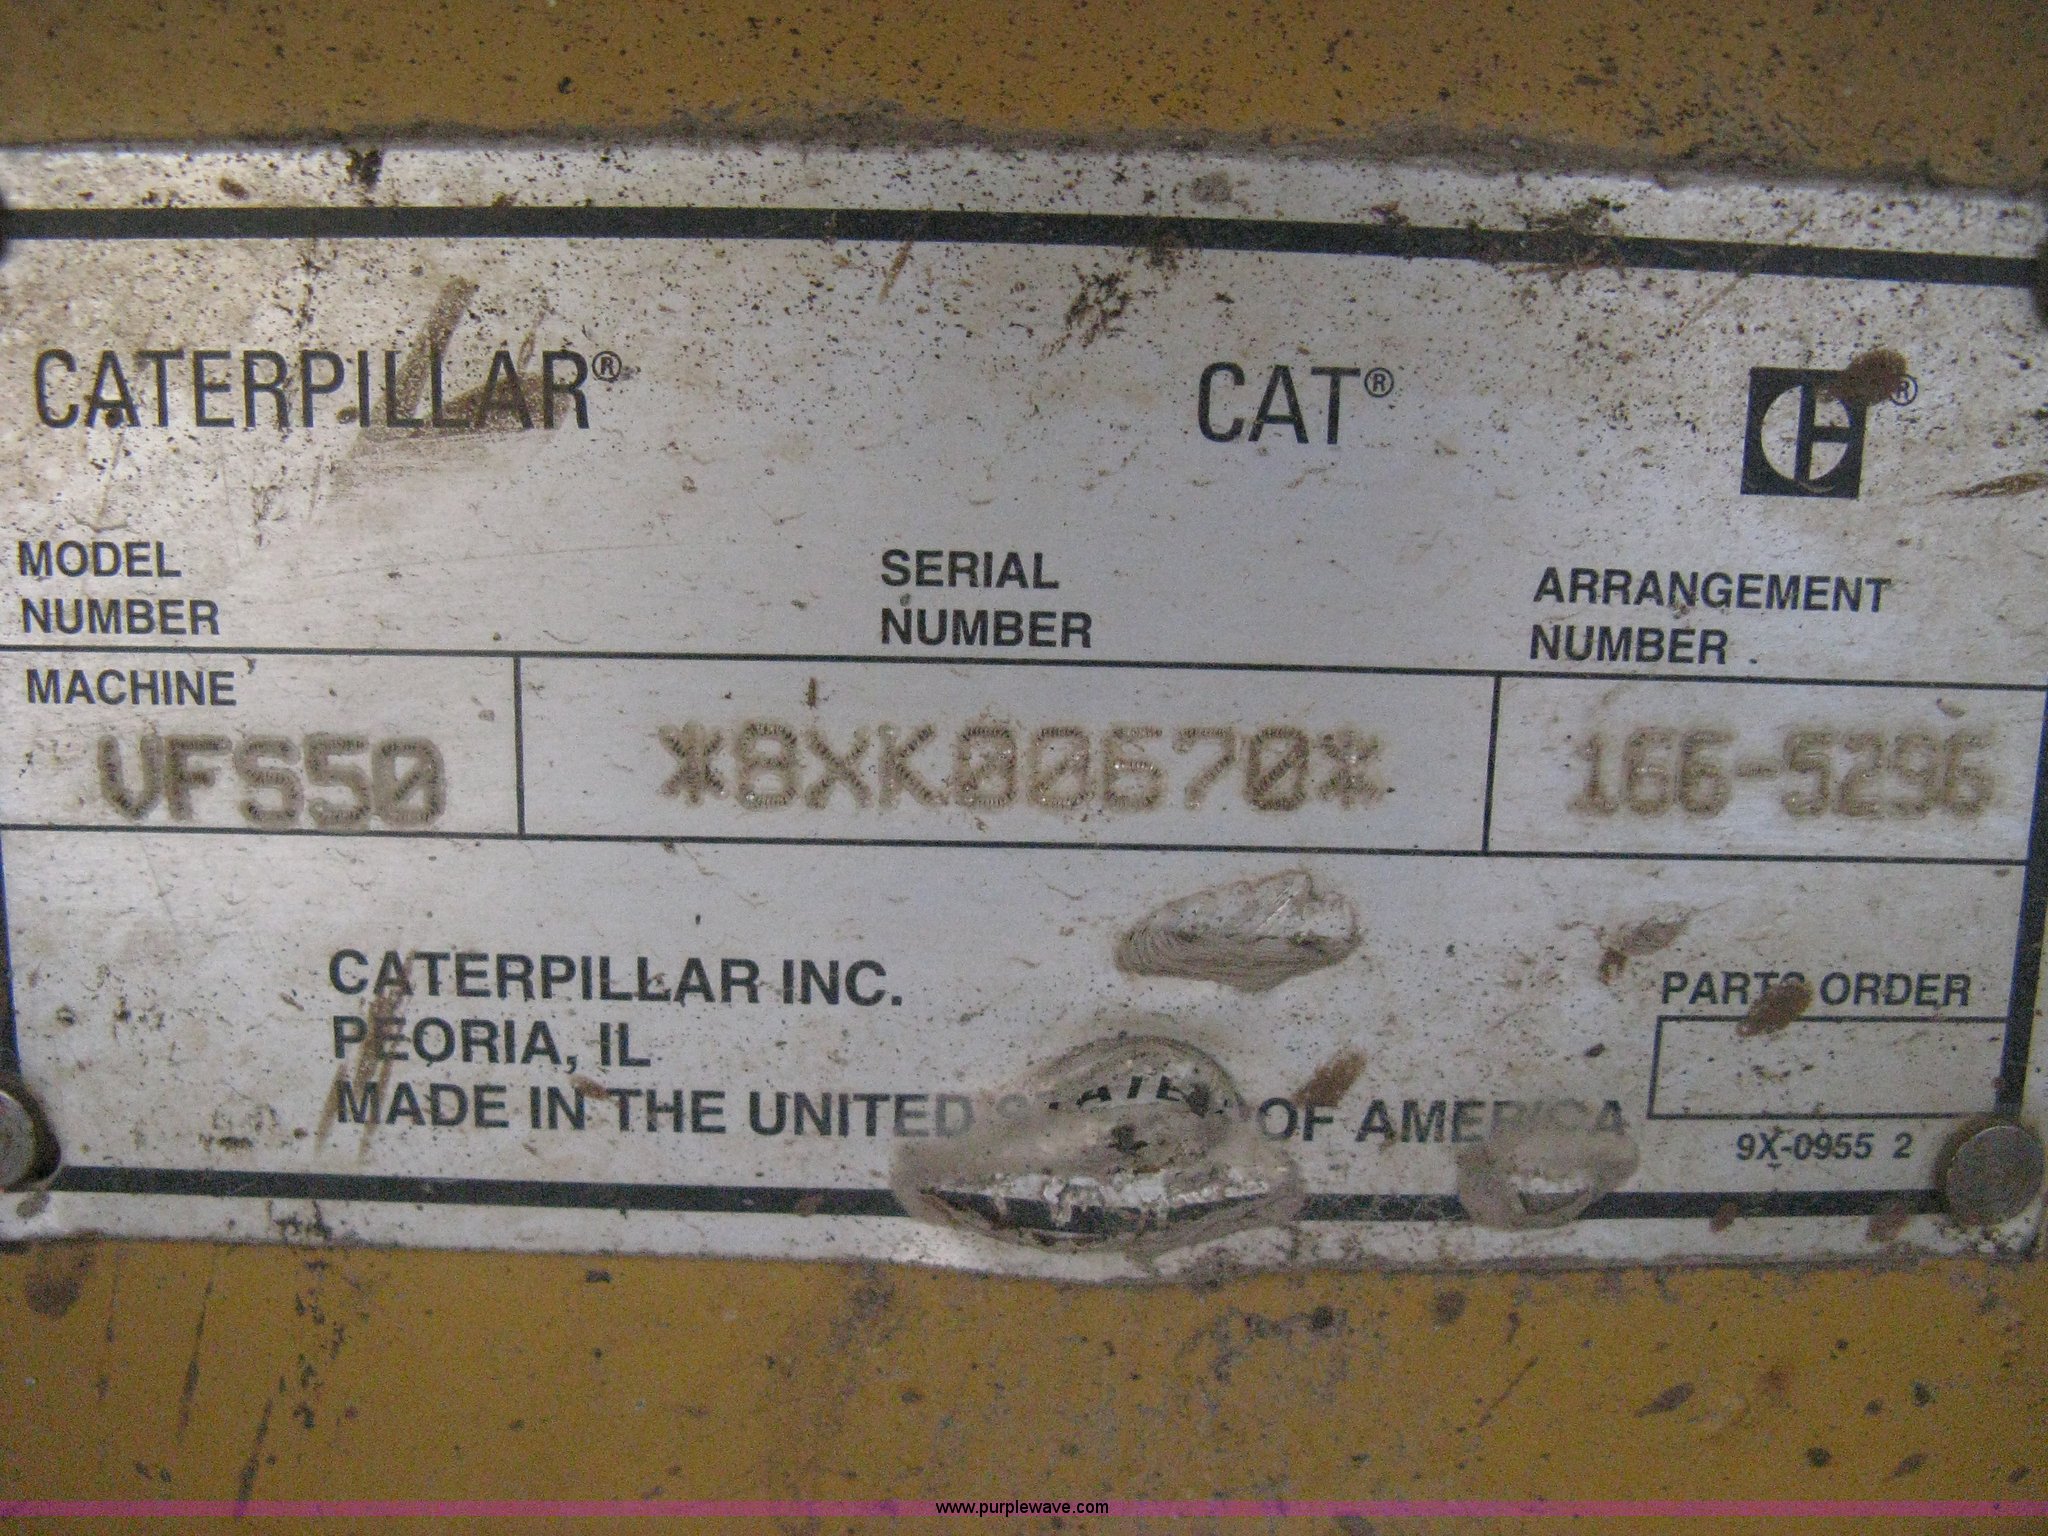 CATERPILLAR® CAT® ®
MODEL NUMBER
SERIAL NUMBER
ARRANGEMENT NUMBER
MACHINE
VFS50 *8XK00670* 166-5296
CATERPILLAR INC.
PEORIA, IL
MADE IN THE UNITED STATES OF AMERICA
PARTS ORDER
9X-0955 2
www.purplewave.com